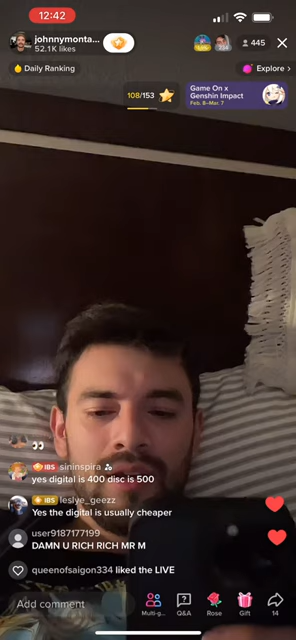 12:42
johnnymonta...
52.1K likes
445
Daily Ranking
Explore >
108/153
Game On x
Genshin Impact
Feb. 8–Mar. 7
185 sininspira
yes digital is 400 disc is 500
185 leslye_geezz
Yes the digital is usually cheaper
user9187177199
DAMN U RICH RICH MR M
queenofsaigon334 liked the LIVE
Add comment
Multi-g...
Q&A
Rose
Gift
14